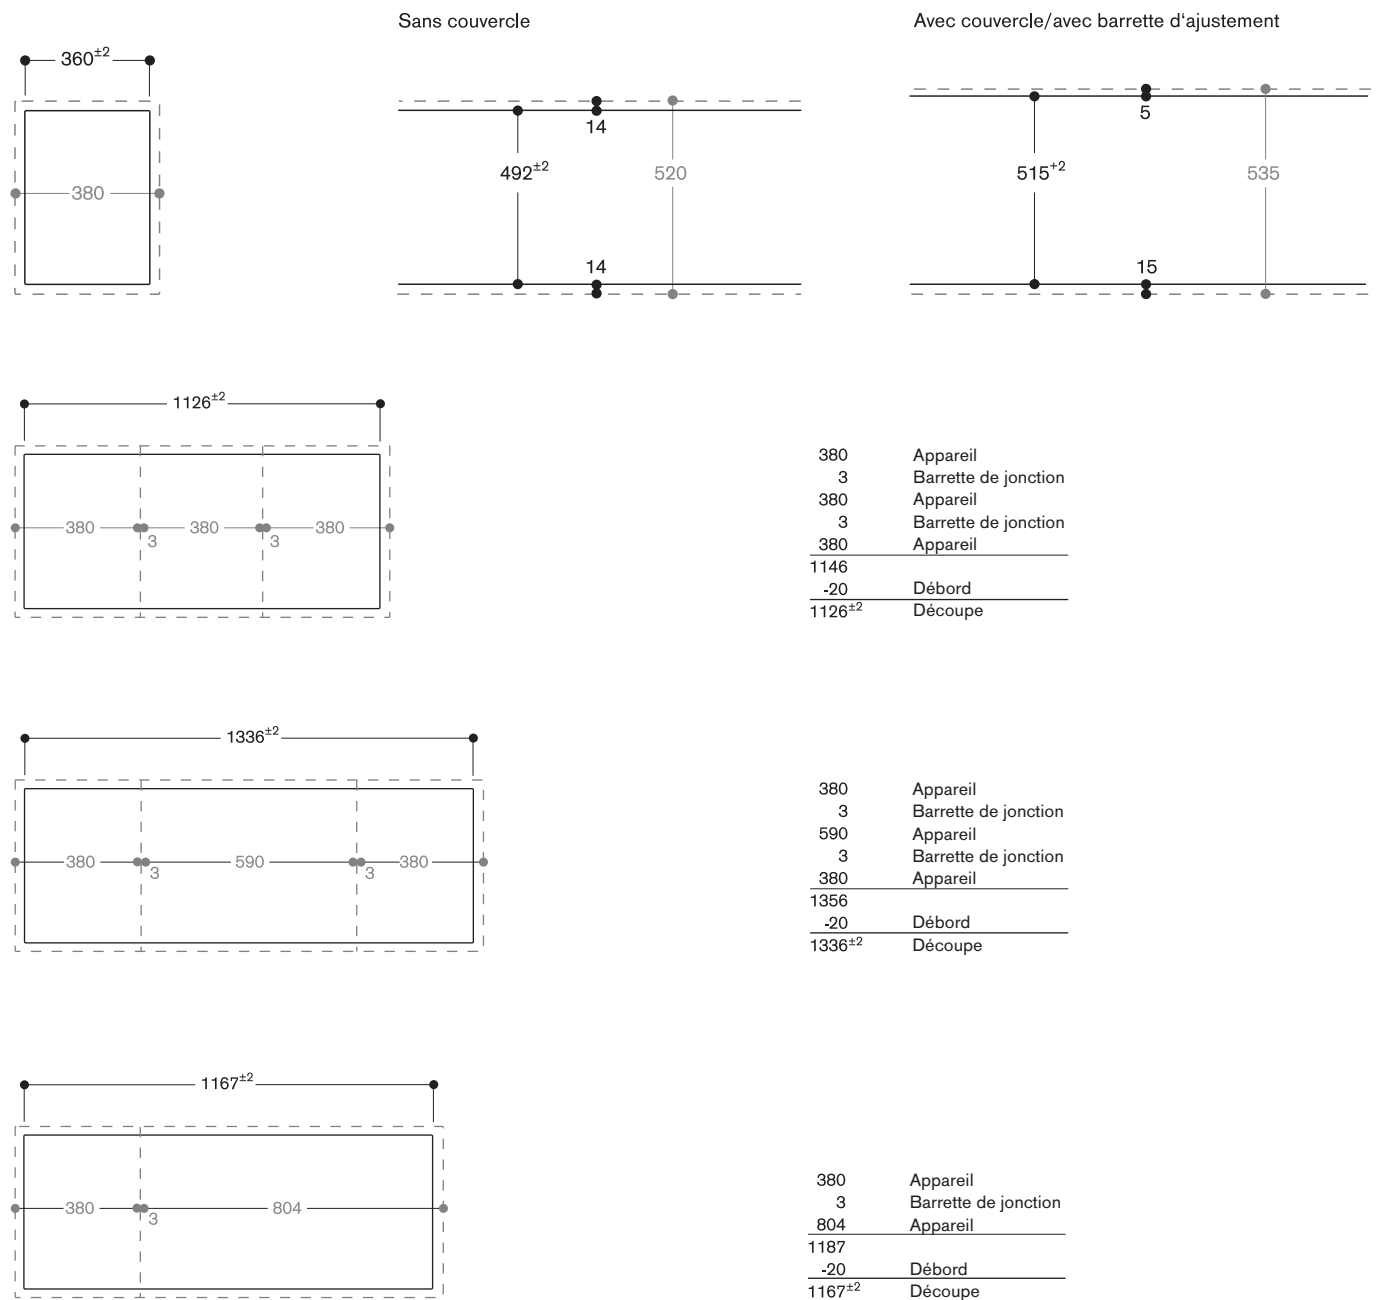 Sans couvercle
Avec couvercle/avec barrette d'ajustement
360±2
380
14
492±2
520
14
5
515+2
535
15
1126±2
380
3
380
3
380
380 Appareil
3 Barrette de jonction
380 Appareil
3 Barrette de jonction
380 Appareil
1146
-20 Débord
1126±2 Découpe
1336±2
380
3
590
3
380
380 Appareil
3 Barrette de jonction
590 Appareil
3 Barrette de jonction
380 Appareil
1356
-20 Débord
1336±2 Découpe
1167±2
380
3
804
380 Appareil
3 Barrette de jonction
804 Appareil
1187
-20 Débord
1167±2 Découpe